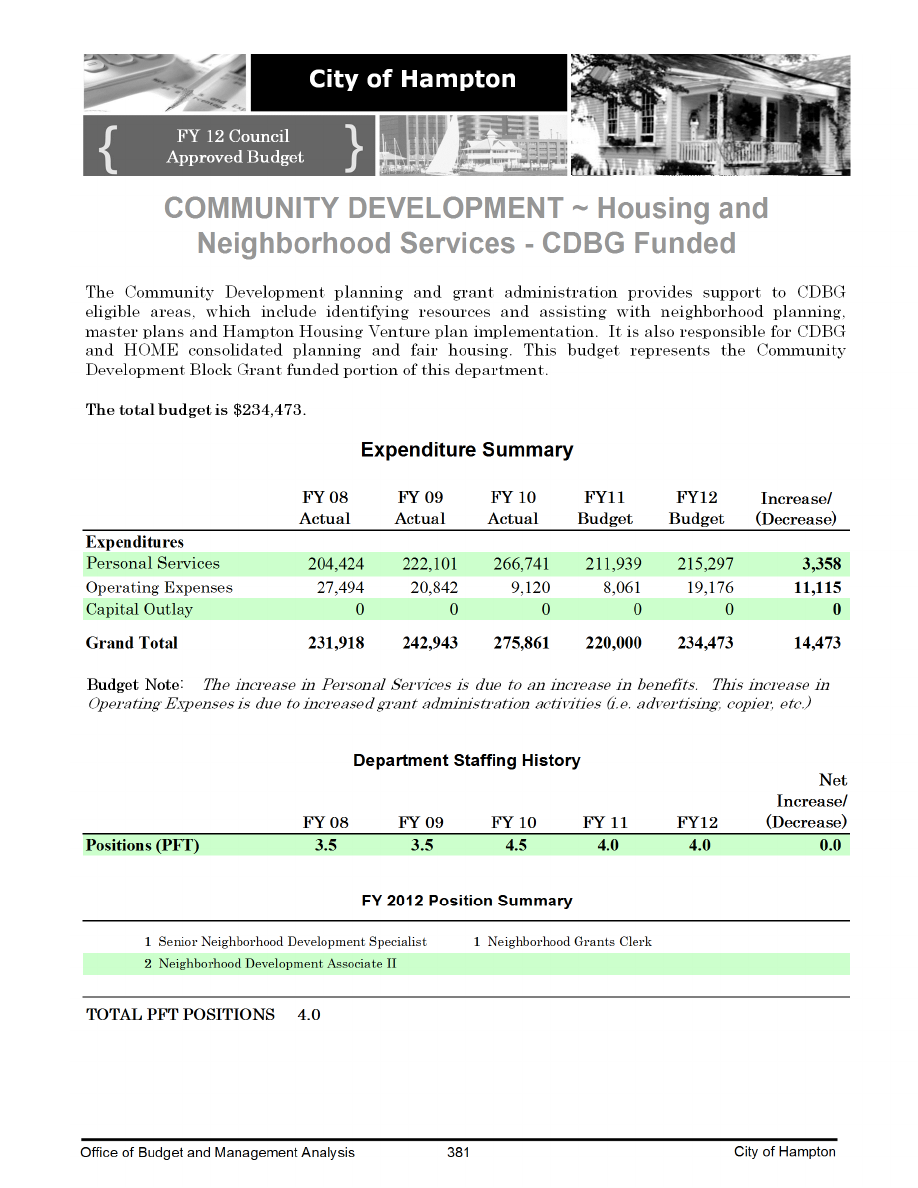 City of Hampton
{ FY 12 Council }
Approved Budget
COMMUNITY DEVELOPMENT ~ Housing and
Neighborhood Services - CDBG Funded
The Community Development planning and grant administration provides support to CDBG
eligible areas, which include identifying resources and assisting with neighborhood planning,
master plans and Hampton Housing Venture plan implementation. It is also responsible for CDBG
and HOME consolidated planning and fair housing. This budget represents the Community
Development Block Grant funded portion of this department.
The total budget is $234,473.
Expenditure Summary
FY 08 FY 09 FY 10 FY11 FY12 Increase/
Actual Actual Actual Budget Budget (Decrease)
Expenditures
Personal Services 204,424 222,101 266,741 211,939 215,297 3,358
Operating Expenses 27,494 20,842 9,120 8,061 19,176 11,115
Capital Outlay 0 0 0 0 0 0
Grand Total 231,918 242,943 275,861 220,000 234,473 14,473
Budget Note: The increase in Personal Services is due to an increase in benefits. This increase in
Operating Expenses is due to increased grant administration activities (i.e. advertising, copier, etc.)
Department Staffing History
Net
Increase/
FY 08 FY 09 FY 10 FY 11 FY12 (Decrease)
Positions (PFT) 3.5 3.5 4.5 4.0 4.0 0.0
FY 2012 Position Summary
1 Senior Neighborhood Development Specialist 1 Neighborhood Grants Clerk
2 Neighborhood Development Associate II
TOTAL PFT POSITIONS 4.0
Office of Budget and Management Analysis 381 City of Hampton